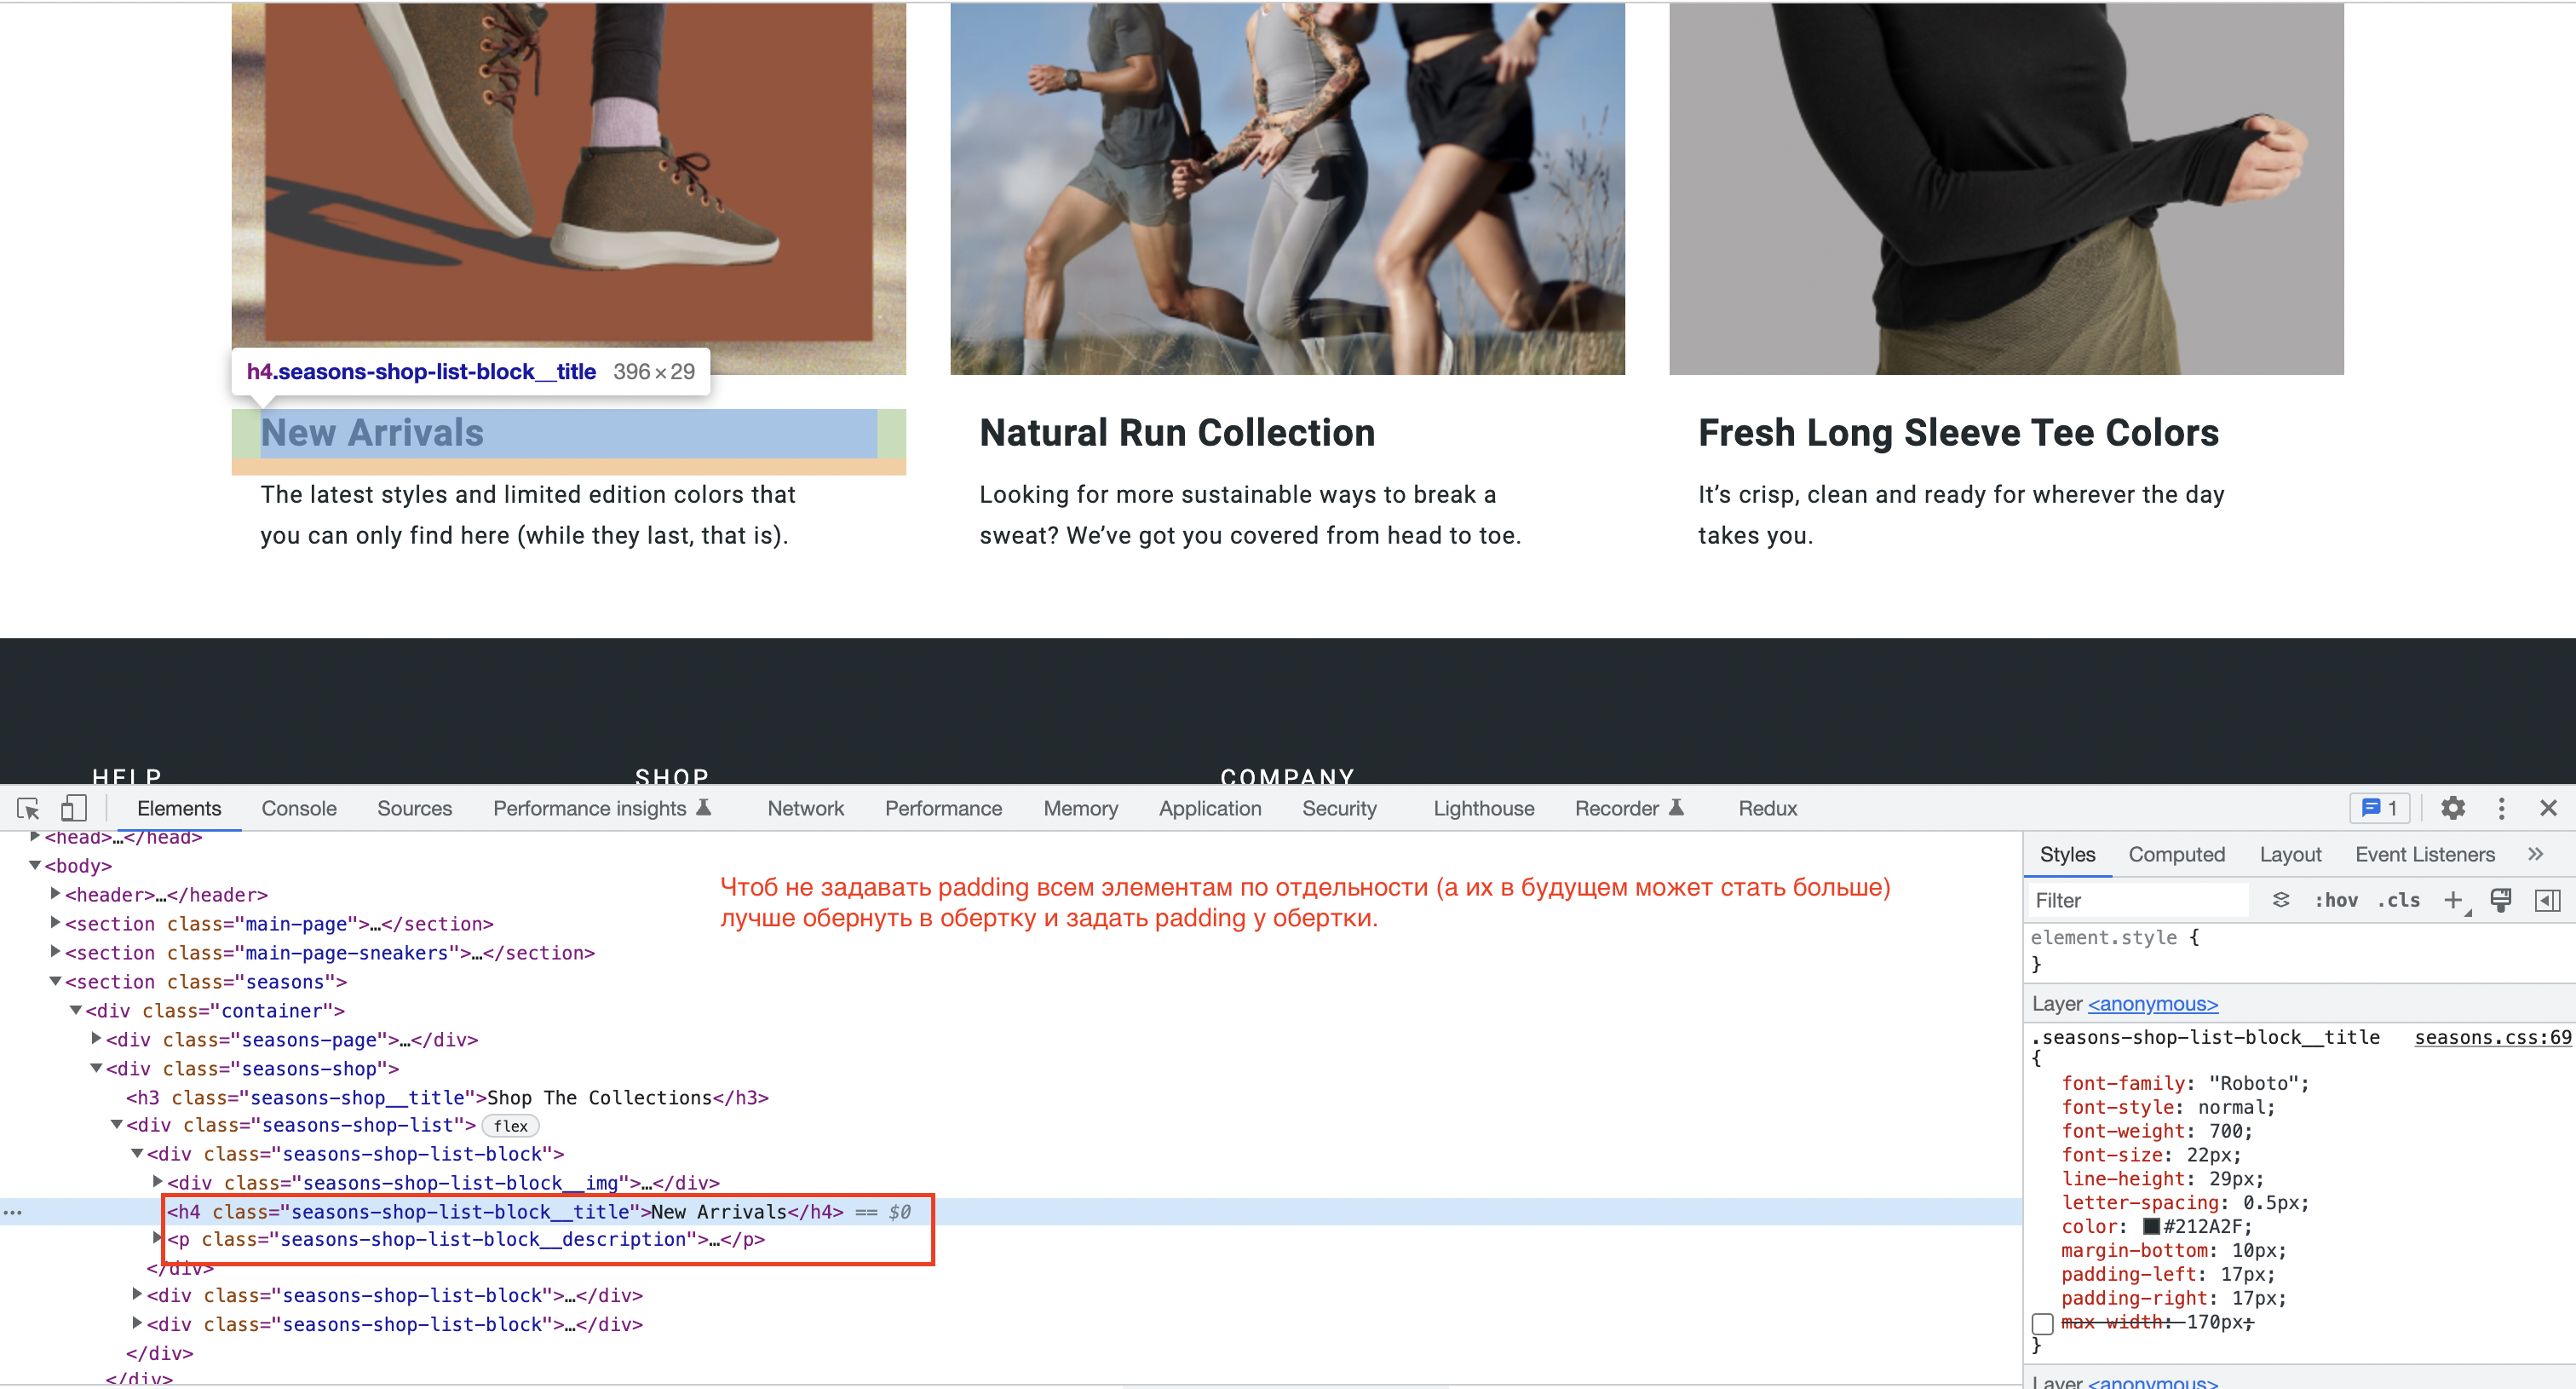 h4.seasons-shop-list-block__title 396 × 29
New Arrivals
The latest styles and limited edition colors that
you can only find here (while they last, that is).
Natural Run Collection
Looking for more sustainable ways to break a
sweat? We’ve got you covered from head to toe.
Fresh Long Sleeve Tee Colors
It’s crisp, clean and ready for wherever the day
takes you.
HELP SHOP COMPANY
Elements Console Sources Performance insights Network Performance Memory Application Security Lighthouse Recorder Redux 1
<head>…</head>
<body>
<header>…</header>
<section class="main-page">…</section>
<section class="main-page-sneakers">…</section>
<section class="seasons">
<div class="container">
<div class="seasons-page">…</div>
<div class="seasons-shop">
<h3 class="seasons-shop__title">Shop The Collections</h3>
<div class="seasons-shop-list"> flex
<div class="seasons-shop-list-block">
<div class="seasons-shop-list-block__img">…</div>
<h4 class="seasons-shop-list-block__title">New Arrivals</h4> == $0
<p class="seasons-shop-list-block__description">…</p>
</div>
<div class="seasons-shop-list-block">…</div>
<div class="seasons-shop-list-block">…</div>
</div>
</div>
Чтоб не задавать padding всем элементам по отдельности (а их в будущем может стать больше)
лучше обернуть в обертку и задать padding у обертки.
Styles Computed Layout Event Listeners
Filter :hov .cls
element.style {
}
Layer <anonymous>
.seasons-shop-list-block__title seasons.css:69
{
font-family: "Roboto";
font-style: normal;
font-weight: 700;
font-size: 22px;
line-height: 29px;
letter-spacing: 0.5px;
color: #212A2F;
margin-bottom: 10px;
padding-left: 17px;
padding-right: 17px;
max-width: 170px;
}
Layer <anonymous>